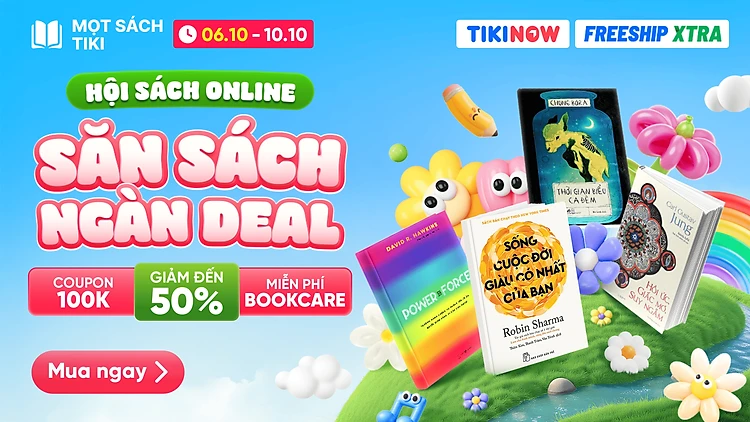 MỌT SÁCH
TIKI
06.10 - 10.10
TIKINOW
FREESHIP XTRA
HỘI SÁCH ONLINE
SĂN SÁCH
NGÀN DEAL
COUPON
100K
GIẢM ĐẾN
50%
MIỄN PHÍ
BOOKCARE
Mua ngay
CHUNG BORA
THỜI GIAN BIỂU
CA ĐÊM
DAVID R. HAWKINS
POWER VS FORCE
SỐNG
CUỘC ĐỜI
GIÀU CÓ NHẤT
CỦA BẠN
Robin Sharma
Carl Gustav
Jung
HỒI ỨC
GIẤC MƠ,
SUY NGẪM